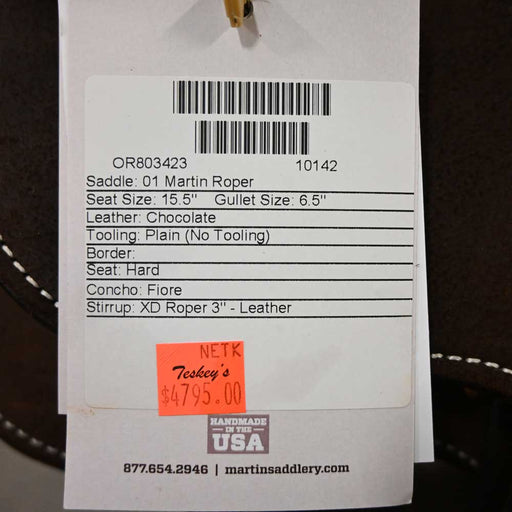 OR803423 10142
Saddle: 01 Martin Roper
Seat Size: 15.5" Gullet Size: 6.5"
Leather: Chocolate
Tooling: Plain (No Tooling)
Border:
Seat: Hard
Concho: Fiore
Stirrup: XD Roper 3" - Leather
NETK
Teskey's
$4795.00
HANDMADE
IN THE
USA
877.654.2946 | martinsaddlery.com